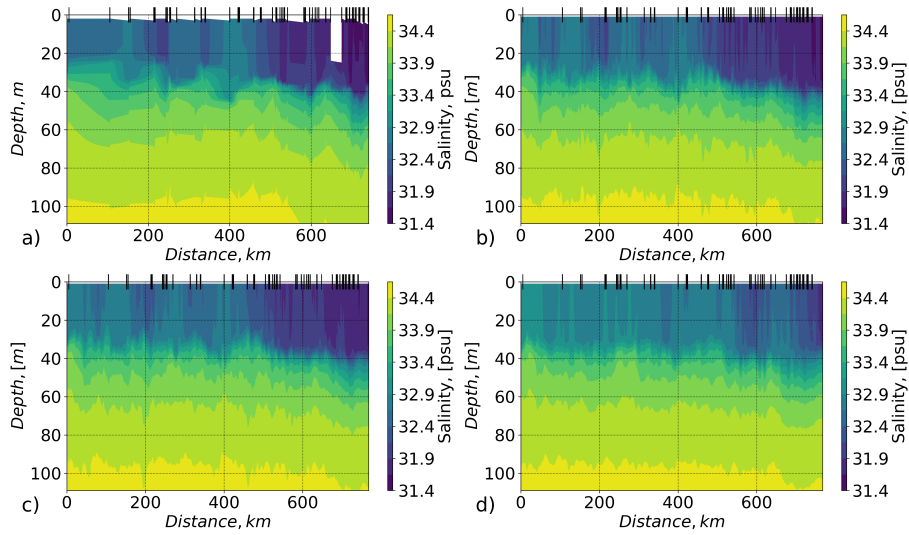 0
20
40
60
80
100
Depth, m
0 200 400 600
Distance, km
a)
34.4
33.9
33.4
32.9
32.4
31.9
31.4
Salinity, psu
0
20
40
60
80
100
Depth, [m]
0 200 400 600
Distance, km
b)
34.4
33.9
33.4
32.9
32.4
31.9
31.4
Salinity, [psu]
0
20
40
60
80
100
Depth, [m]
0 200 400 600
Distance, km
c)
34.4
33.9
33.4
32.9
32.4
31.9
31.4
Salinity, [psu]
0
20
40
60
80
100
Depth, [m]
0 200 400 600
Distance, km
d)
34.4
33.9
33.4
32.9
32.4
31.9
31.4
Salinity, [psu]